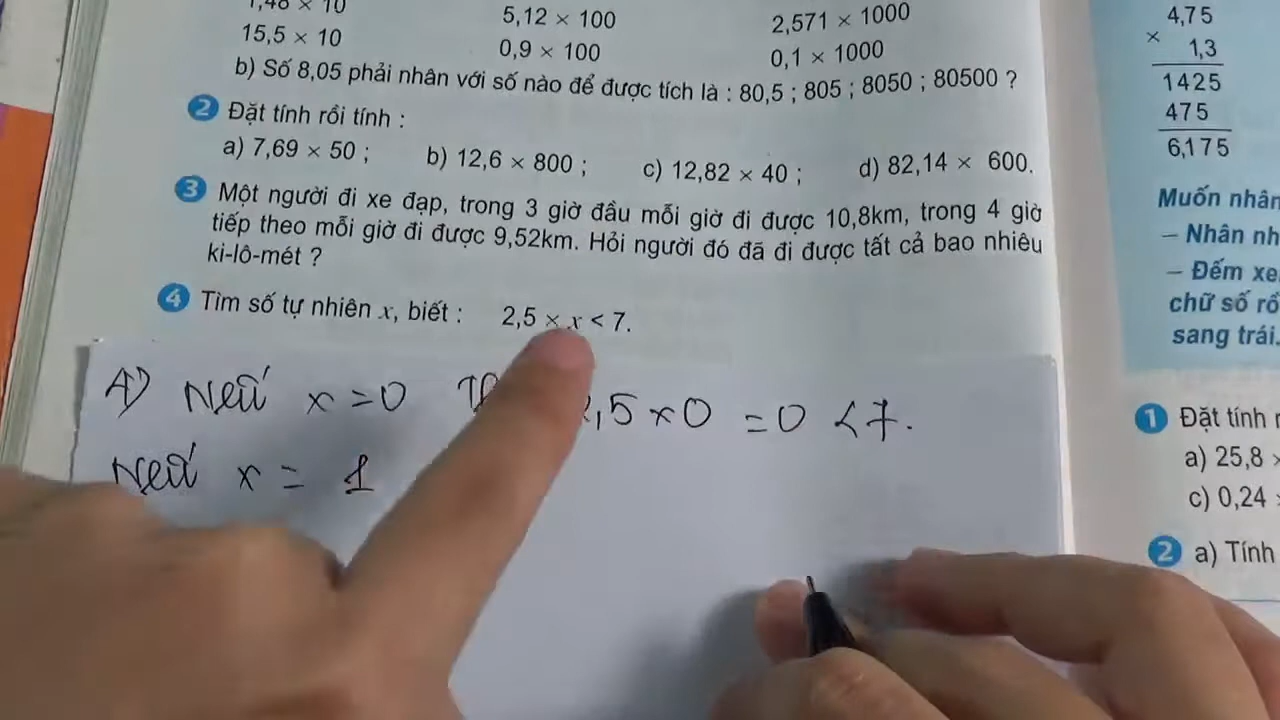 1,48 × 10
5,12 × 100
2,571 × 1000
15,5 × 10
0,9 × 100
0,1 × 1000
b) Số 8,05 phải nhân với số nào để được tích là : 80,5 ; 805 ; 8050 ; 80500 ?
2 Đặt tính rồi tính :
a) 7,69 × 50 ; b) 12,6 × 800 ; c) 12,82 × 40 ; d) 82,14 × 600.
3 Một người đi xe đạp, trong 3 giờ đầu mỗi giờ đi được 10,8km, trong 4 giờ
tiếp theo mỗi giờ đi được 9,52km. Hỏi người đó đã đi được tất cả bao nhiêu
ki-lô-mét ?
4 Tìm số tự nhiên x, biết : 2,5 × x < 7.
A) Nếu x = 0 ,5 x 0 = 0 < 7.
Nếu x = 1
4,75
×
1,3
1425
475
6,175
Muốn nhân
– Nhân nh
– Đếm xe
chữ số rồ
sang trái.
1 Đặt tính r
a) 25,8 ×
c) 0,24
2 a) Tính